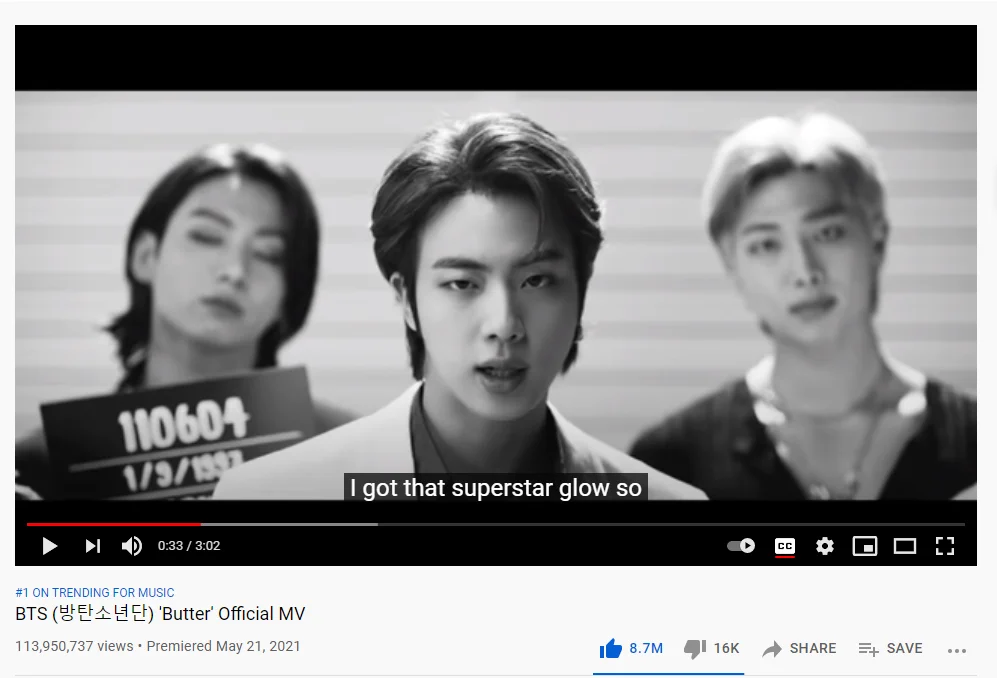 110604
1/9/1997
I got that superstar glow so
0:33 / 3:02
CC
#1 ON TRENDING FOR MUSIC
BTS (방탄소년단) 'Butter' Official MV
113,950,737 views • Premiered May 21, 2021
8.7M 16K SHARE SAVE